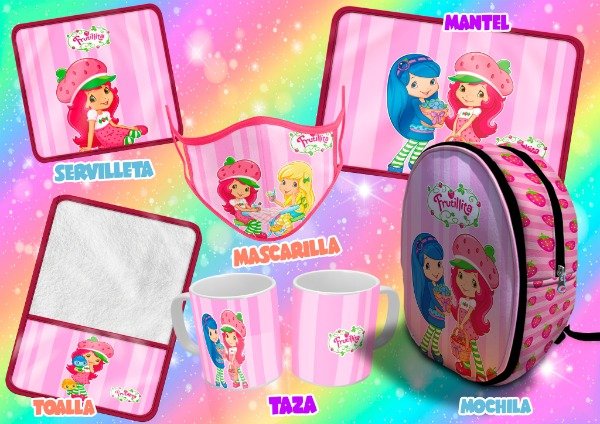 Frutillita
MANTEL
SERVILLETA
Frutillita
MASCARILLA
Frutillita
Frutillita
TOALLA
TAZA
MOCHILA